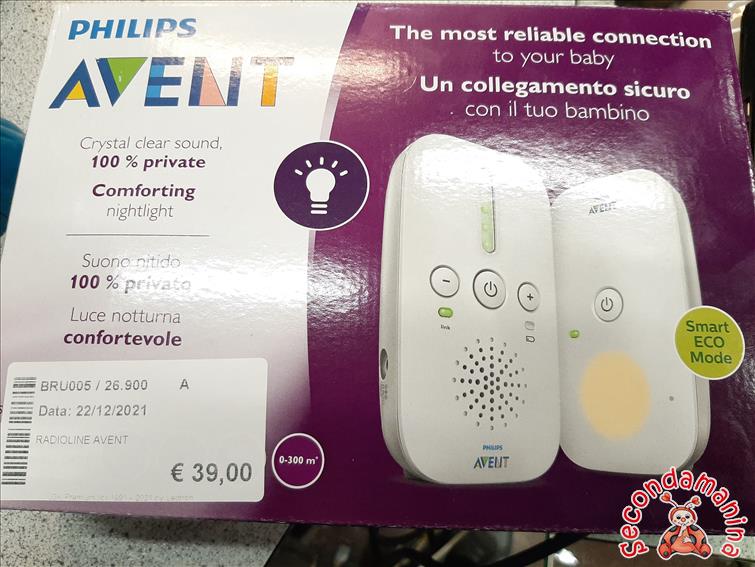 PHILIPS
AVENT
Crystal clear sound,
100 % private
Comforting
nightlight
Suono nitido
100 % privato
Luce notturna
confortevole
The most reliable connection
to your baby
Un collegamento sicuro
con il tuo bambino
AVENT
link
PHILIPS
AVENT
Smart
ECO
Mode
0-300 m*
BRU005 / 26.900 A
Data: 22/12/2021
RADIOLINE AVENT
€ 39,00
secondamanina